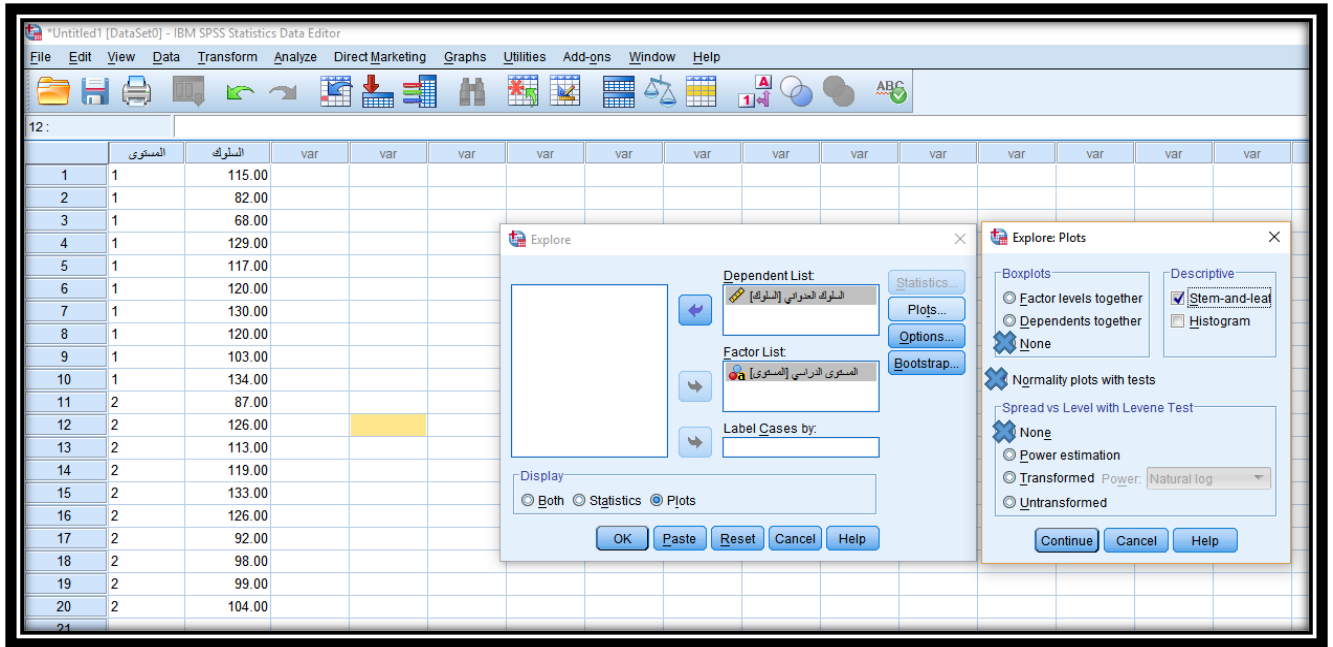 *Untitled1 [DataSet0] - IBM SPSS Statistics Data Editor
File Edit View Data Transform Analyze Direct Marketing Graphs Utilities Add-ons Window Help
12 :
المستوى السلوك var var var var var var var var var var var var var
1 1 115.00
2 1 82.00
3 1 68.00
4 1 129.00
5 1 117.00
6 1 120.00
7 1 130.00
8 1 120.00
9 1 103.00
10 1 134.00
11 2 87.00
12 2 126.00
13 2 113.00
14 2 119.00
15 2 133.00
16 2 126.00
17 2 92.00
18 2 98.00
19 2 99.00
20 2 104.00
21
Explore
Dependent List:
السلوك العدواني [السلوك]
Factor List:
المستوى الدراسي [المستوى]
Label Cases by:
Statistics...
Plots...
Options...
Bootstrap...
Display
Both Statistics Plots
OK Paste Reset Cancel Help
Explore: Plots
Boxplots
Factor levels together
Dependents together
None
Descriptive
Stem-and-leaf
Histogram
Normality plots with tests
Spread vs Level with Levene Test
None
Power estimation
Transformed Power: Natural log
Untransformed
Continue Cancel Help